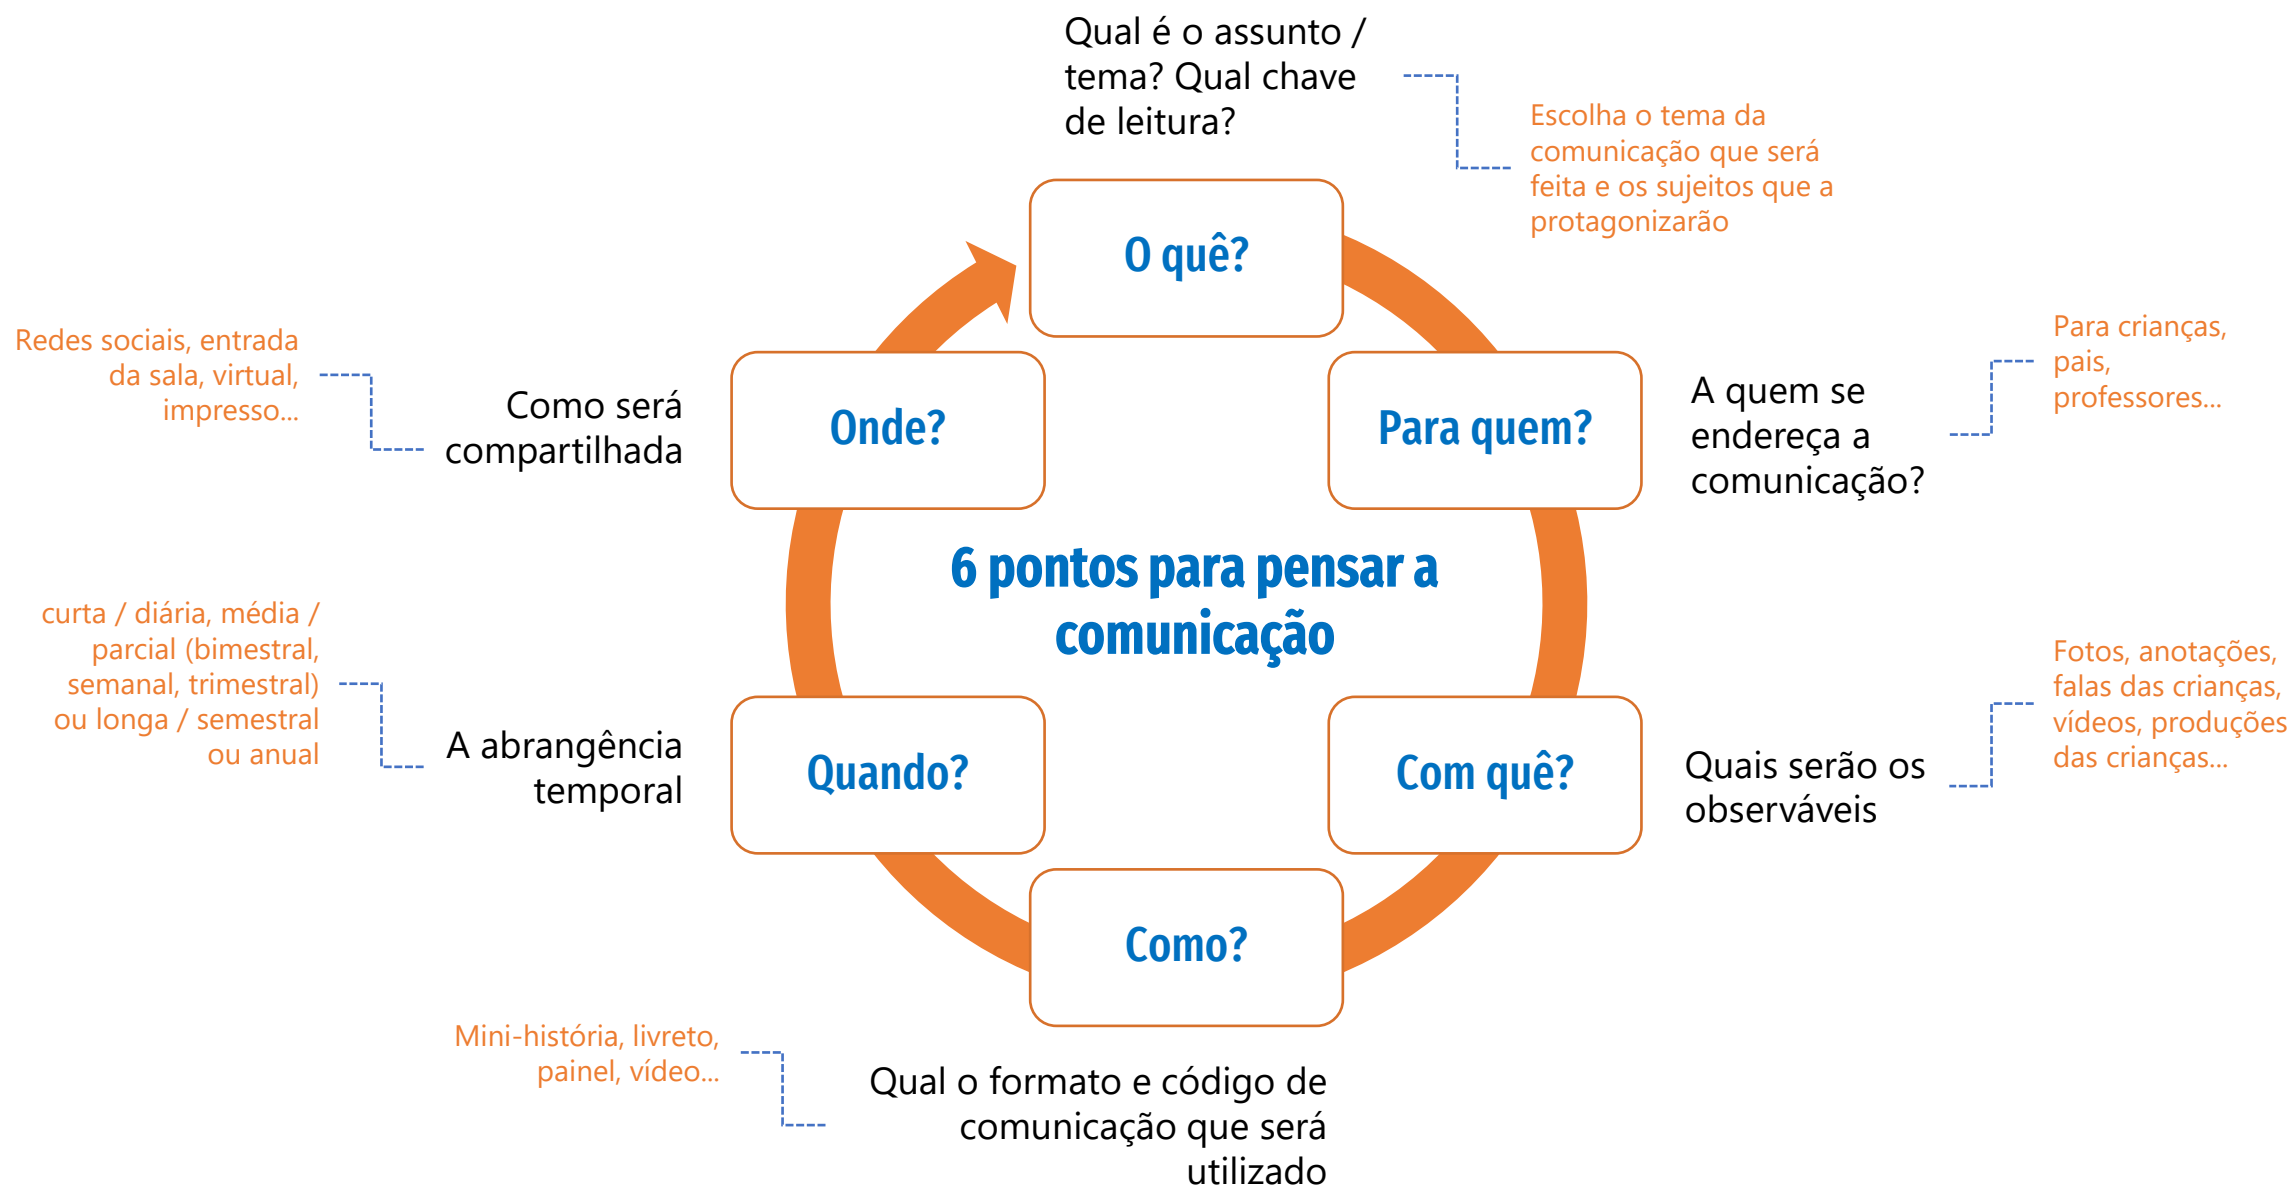 Qual é o assunto /
tema? Qual chave
de leitura?
Escolha o tema da
comunicação que será
feita e os sujeitos que a
protagonizarão
O quê?
Para crianças,
pais,
professores...
A quem se
endereça a
comunicação?
Para quem?
Redes sociais, entrada
da sala, virtual,
impresso...
Como será
compartilhada
Onde?
6 pontos para pensar a
comunicação
curta / diária, média /
parcial (bimestral,
semanal, trimestral)
ou longa / semestral
ou anual
A abrangência
temporal
Quando?
Com quê?
Quais serão os
observáveis
Fotos, anotações,
falas das crianças,
vídeos, produções
das crianças...
Como?
Mini-história, livreto,
painel, vídeo...
Qual o formato e código de
comunicação que será
utilizado